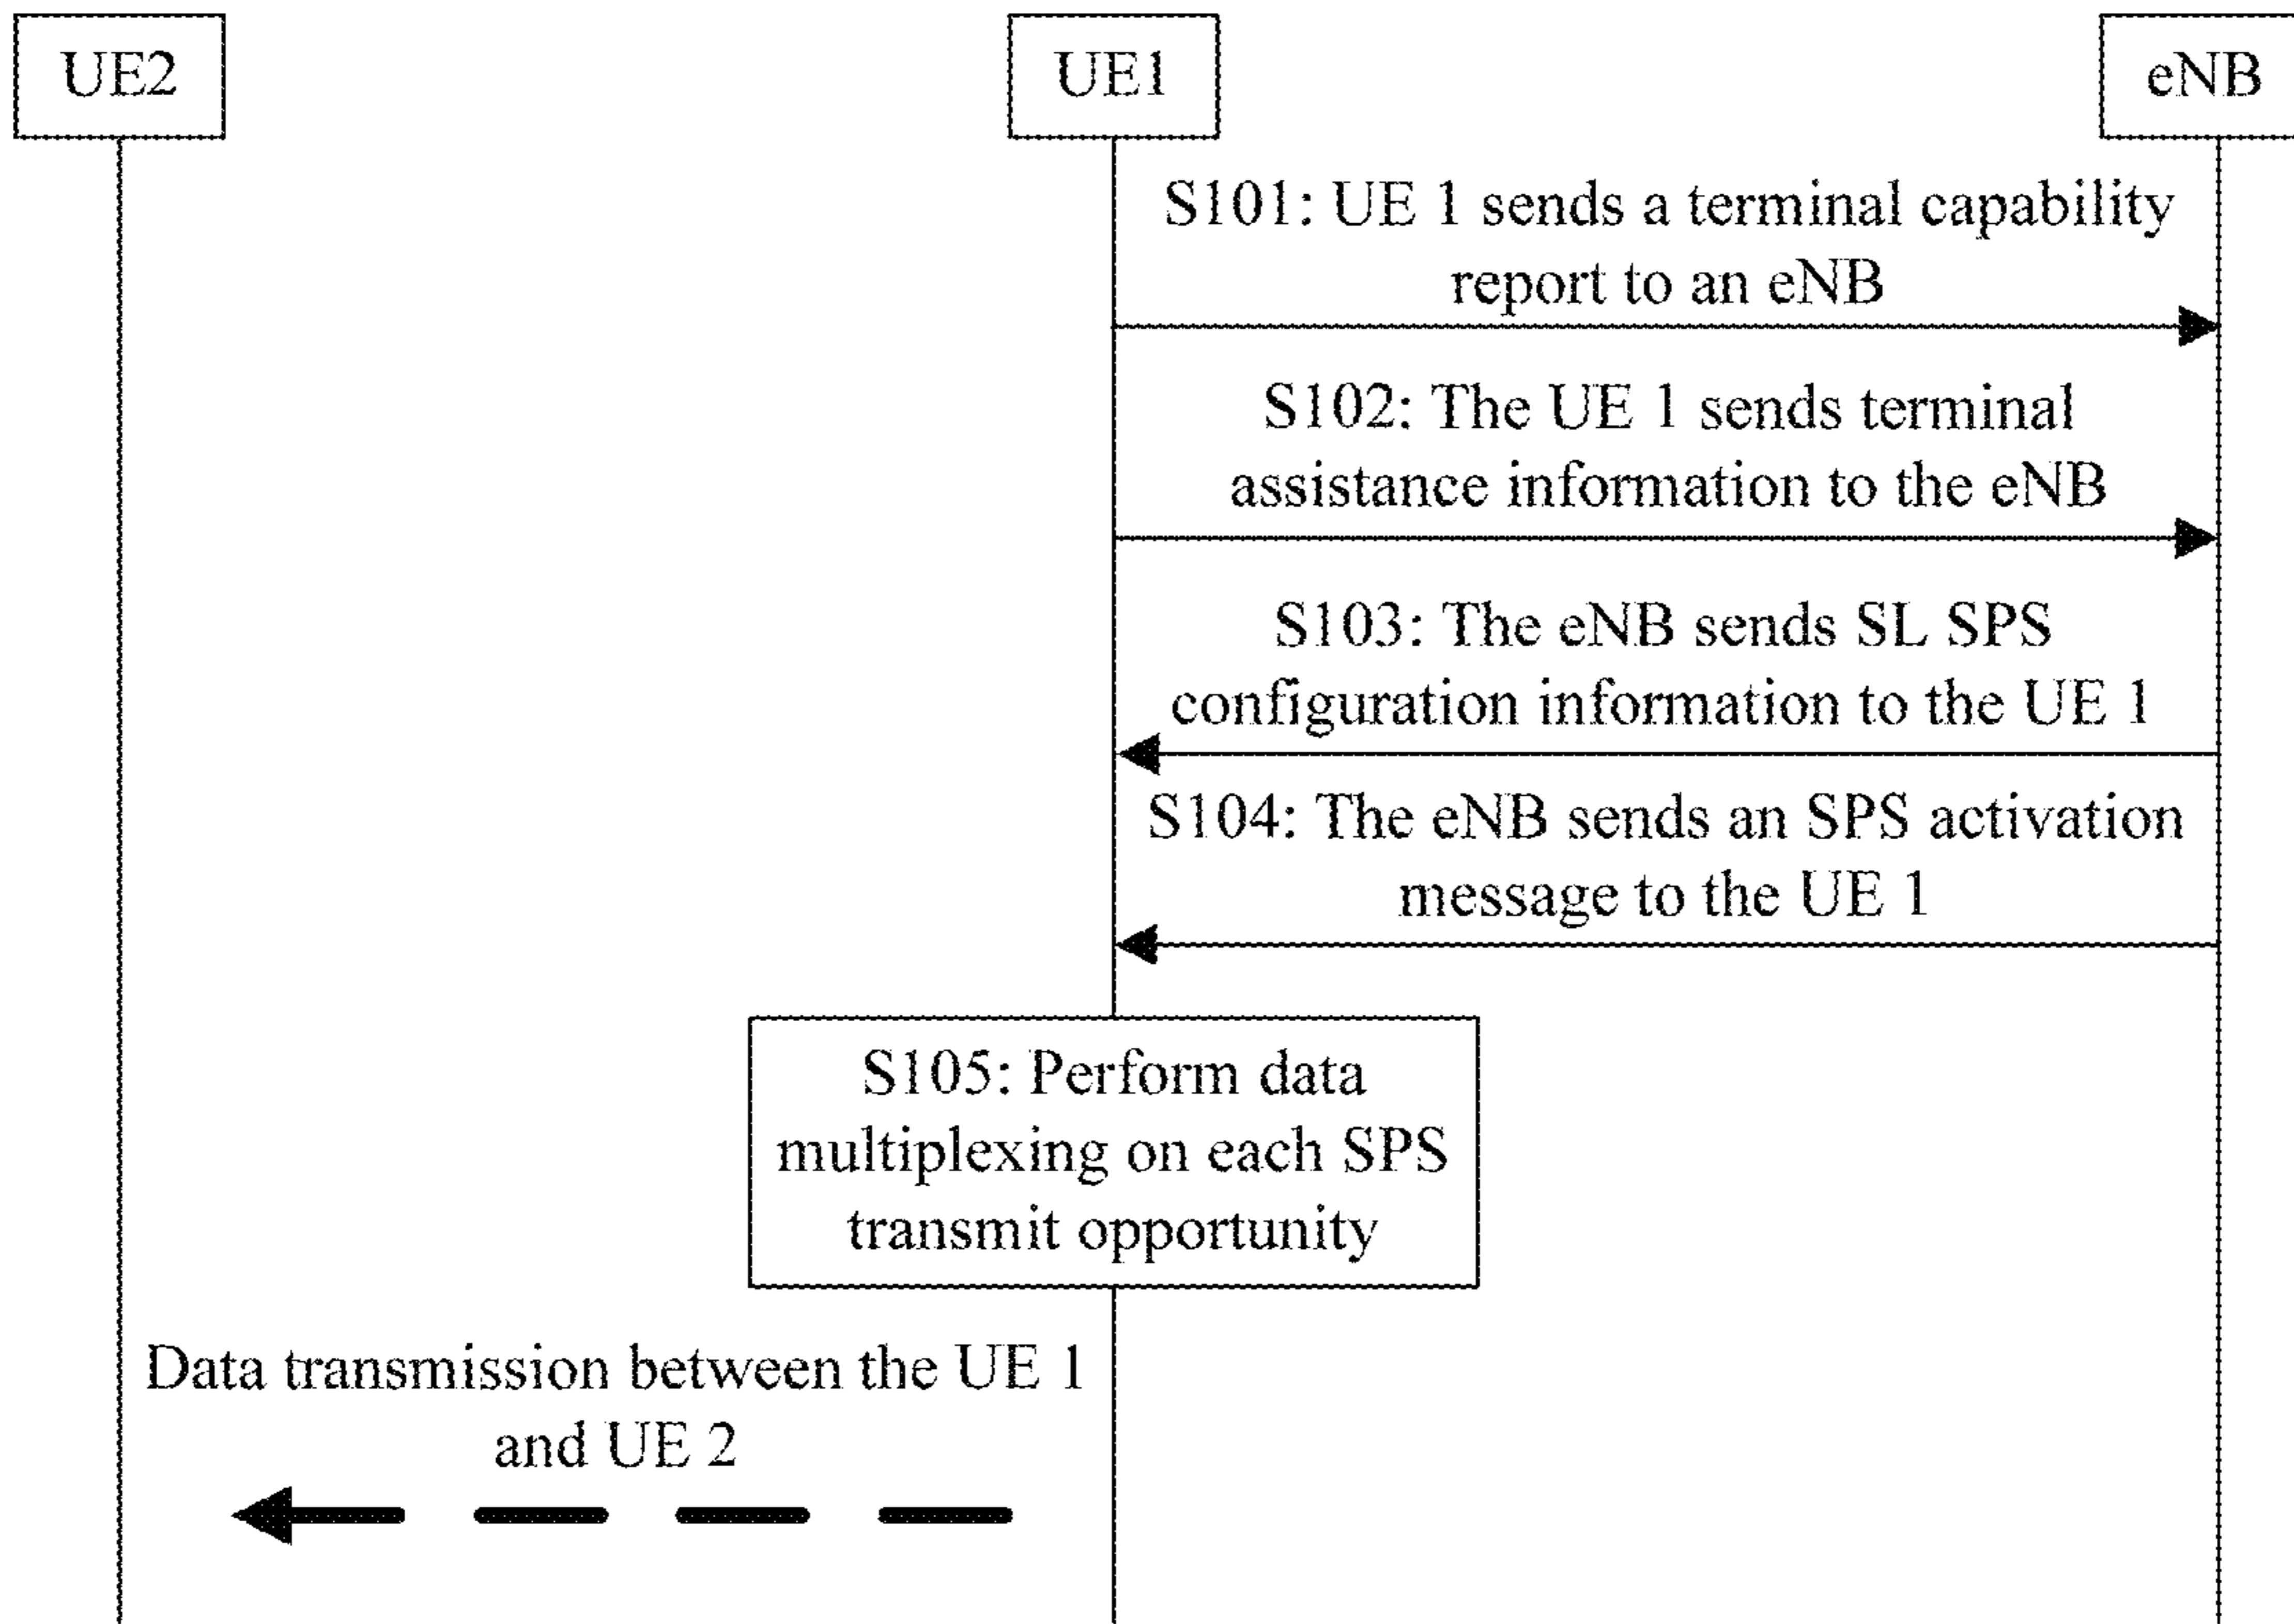 UE2
UE1
eNB
S101: UE 1 sends a terminal capability
report to an eNB
S102: The UE 1 sends terminal
assistance information to the eNB
S103: The eNB sends SL SPS
configuration information to the UE 1
S104: The eNB sends an SPS activation
message to the UE 1
S105: Perform data
multiplexing on each SPS
transmit opportunity
Data transmission between the UE 1
and UE 2